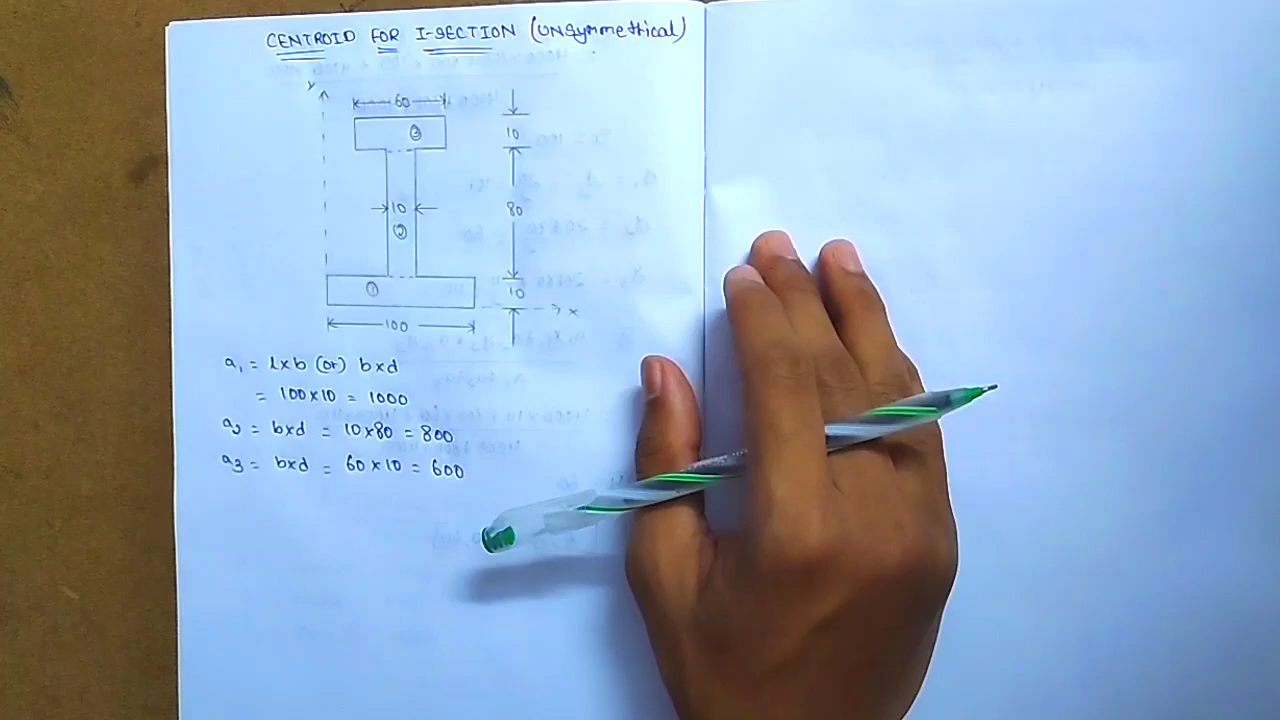 CENTROID FOR I-SECTION (UNSymmetrical)
Y
60
③
10
10
②
80
①
10
x
100
a₁ = l×b (or) b×d
= 100×10 = 1000
a₂ = b×d = 10×80 = 800
a₃ = b×d = 60×10 = 600